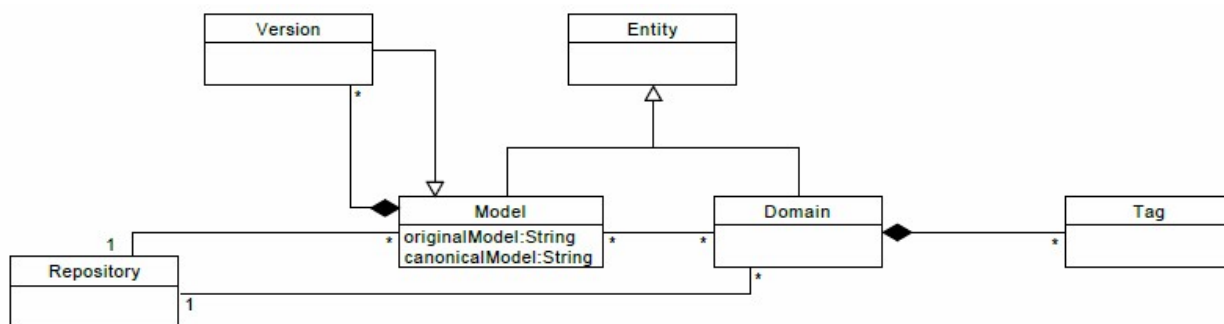 Version
Entity
*
Model
Domain
Tag
originalModel:String
canonicalModel:String
1
*
*
*
*
Repository
*
1